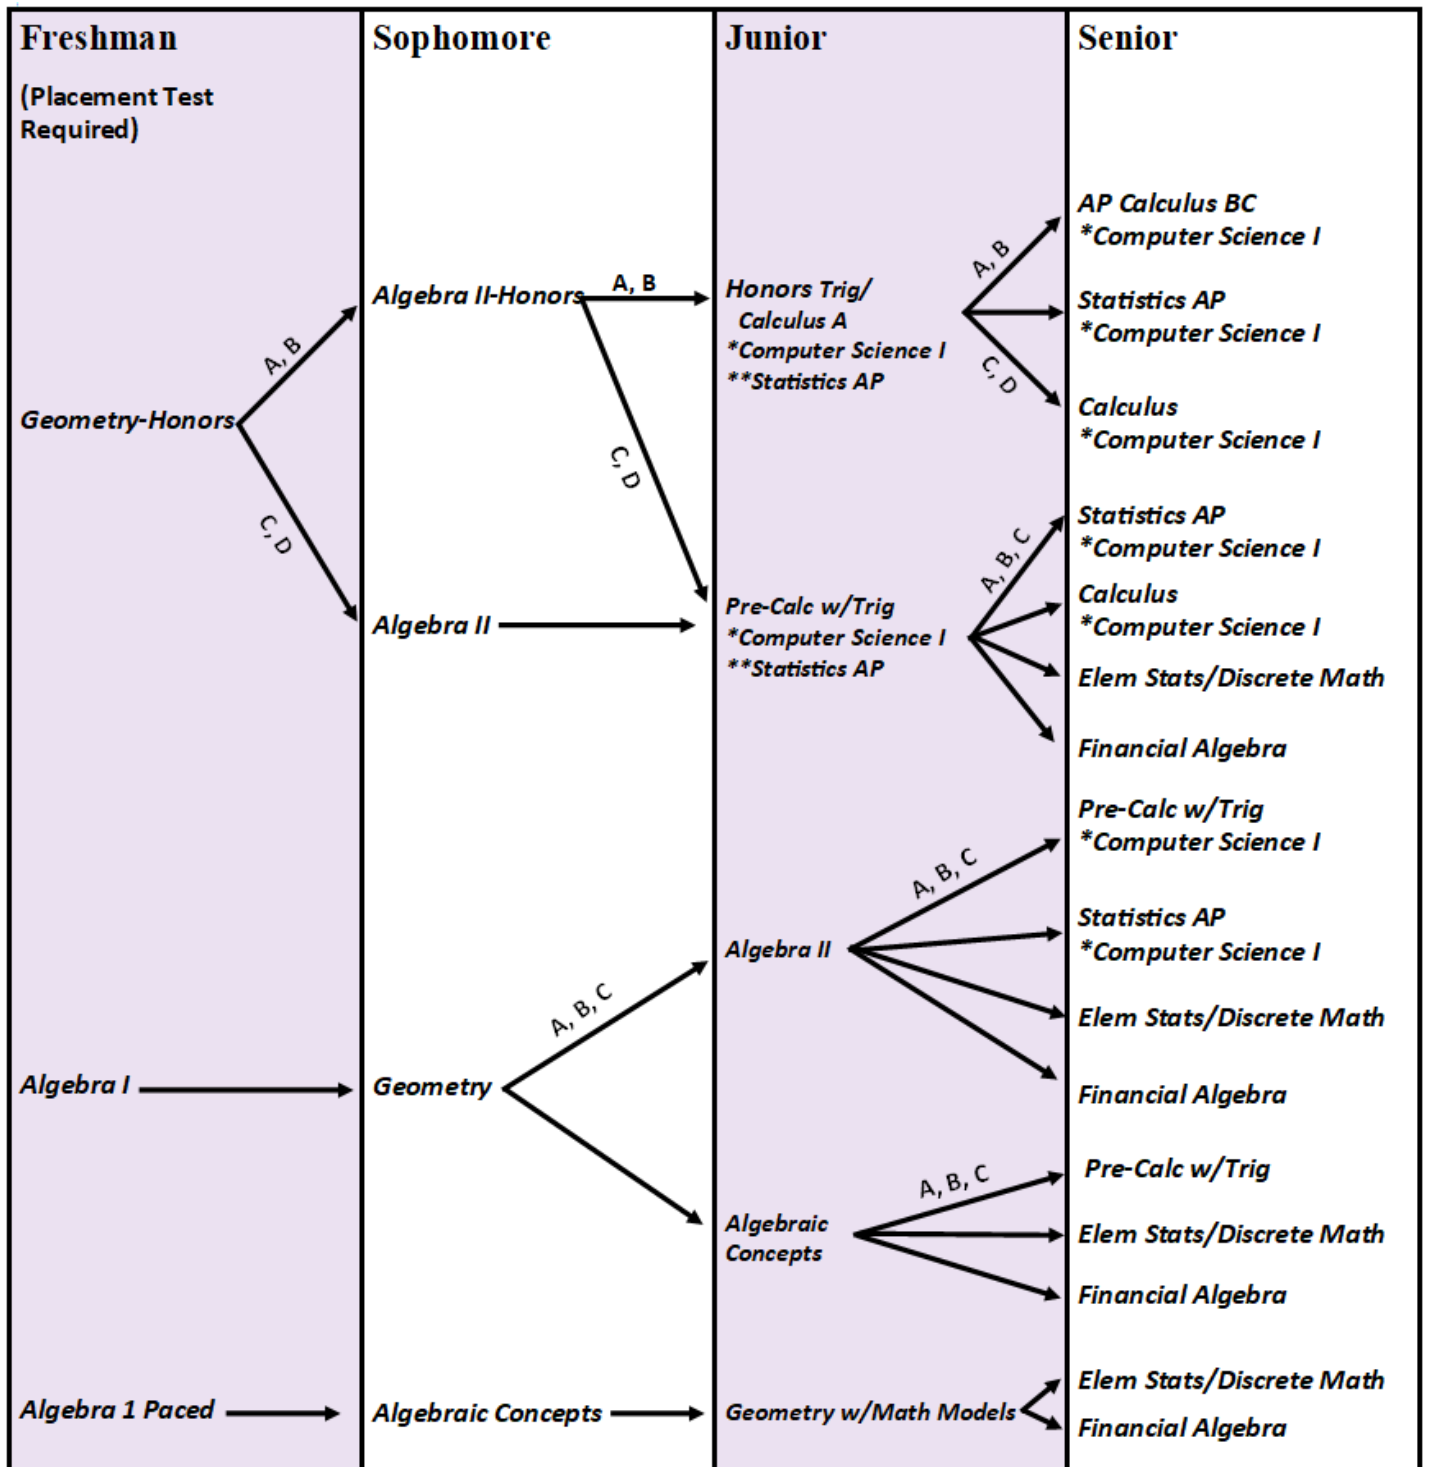 Freshman
(Placement Test
Required)
Geometry-Honors
A, B
C, D
Algebra I
Algebra 1 Paced
Sophomore
Algebra II-Honors
A, B
C, D
Algebra II
Geometry
A, B, C
Algebraic Concepts
Junior
Honors Trig/
Calculus A
*Computer Science I
**Statistics AP
A, B
C, D
Pre-Calc w/Trig
*Computer Science I
**Statistics AP
A, B, C
Algebra II
A, B, C
Algebraic
Concepts
A, B, C
Geometry w/Math Models
Senior
AP Calculus BC
*Computer Science I
Statistics AP
*Computer Science I
Calculus
*Computer Science I
Statistics AP
*Computer Science I
Calculus
*Computer Science I
Elem Stats/Discrete Math
Financial Algebra
Pre-Calc w/Trig
*Computer Science I
Statistics AP
*Computer Science I
Elem Stats/Discrete Math
Financial Algebra
Pre-Calc w/Trig
Elem Stats/Discrete Math
Financial Algebra
Elem Stats/Discrete Math
Financial Algebra